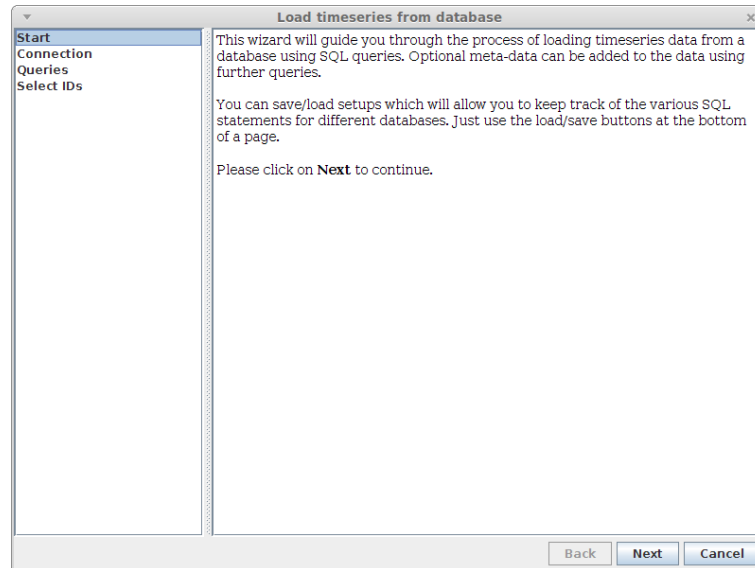 Load timeseries from database
Start
Connection
Queries
Select IDs
This wizard will guide you through the process of loading timeseries data from a
database using SQL queries. Optional meta-data can be added to the data using
further queries.
You can save/load setups which will allow you to keep track of the various SQL
statements for different databases. Just use the load/save buttons at the bottom
of a page.
Please click on Next to continue.
Back Next Cancel